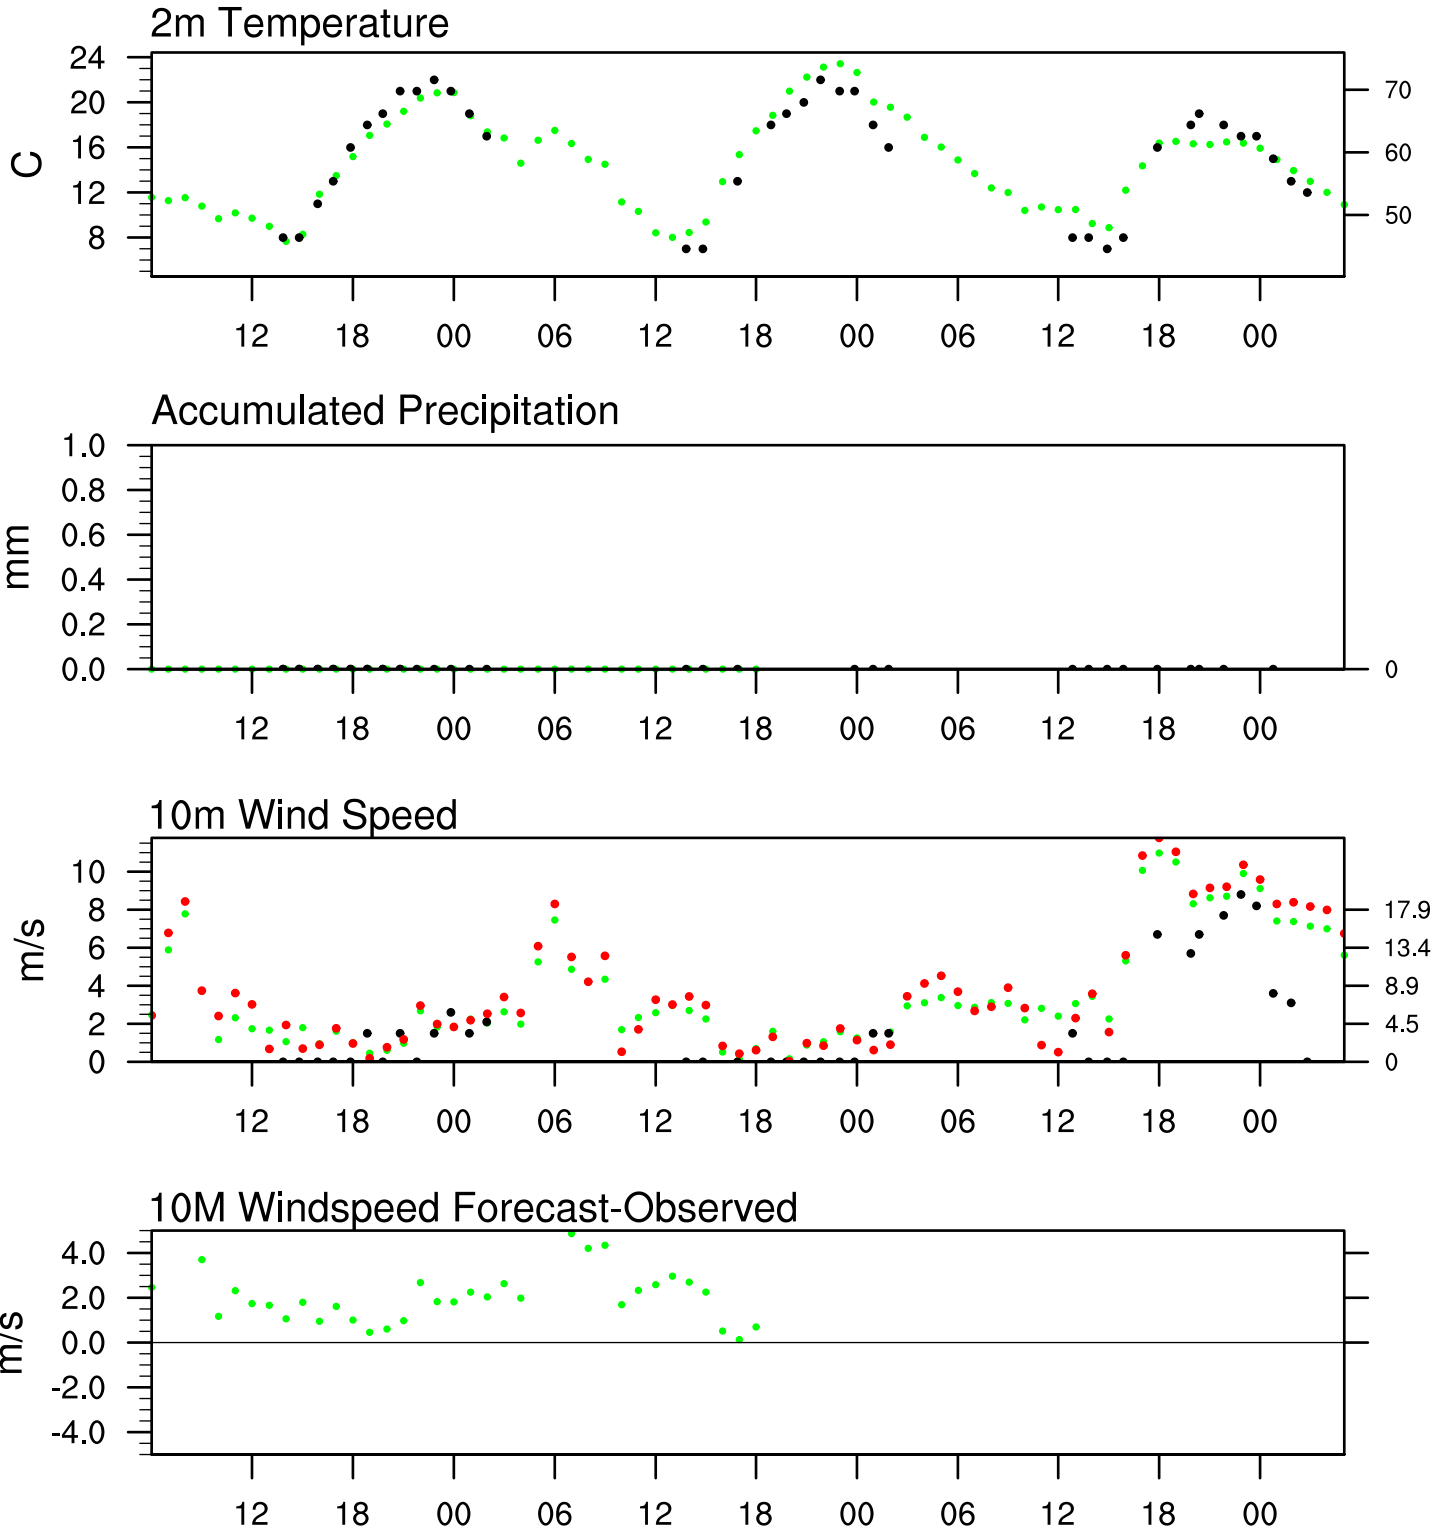 2m Temperature
24
20
16
12
8
C
70
60
50
12 18 00 06 12 18 00 06 12 18 00
Accumulated Precipitation
1.0
0.8
0.6
0.4
0.2
0.0
mm
0
12 18 00 06 12 18 00 06 12 18 00
10m Wind Speed
10
8
6
4
2
0
m/s
17.9
13.4
8.9
4.5
0
12 18 00 06 12 18 00 06 12 18 00
10M Windspeed Forecast-Observed
4.0
2.0
0.0
-2.0
-4.0
m/s
12 18 00 06 12 18 00 06 12 18 00